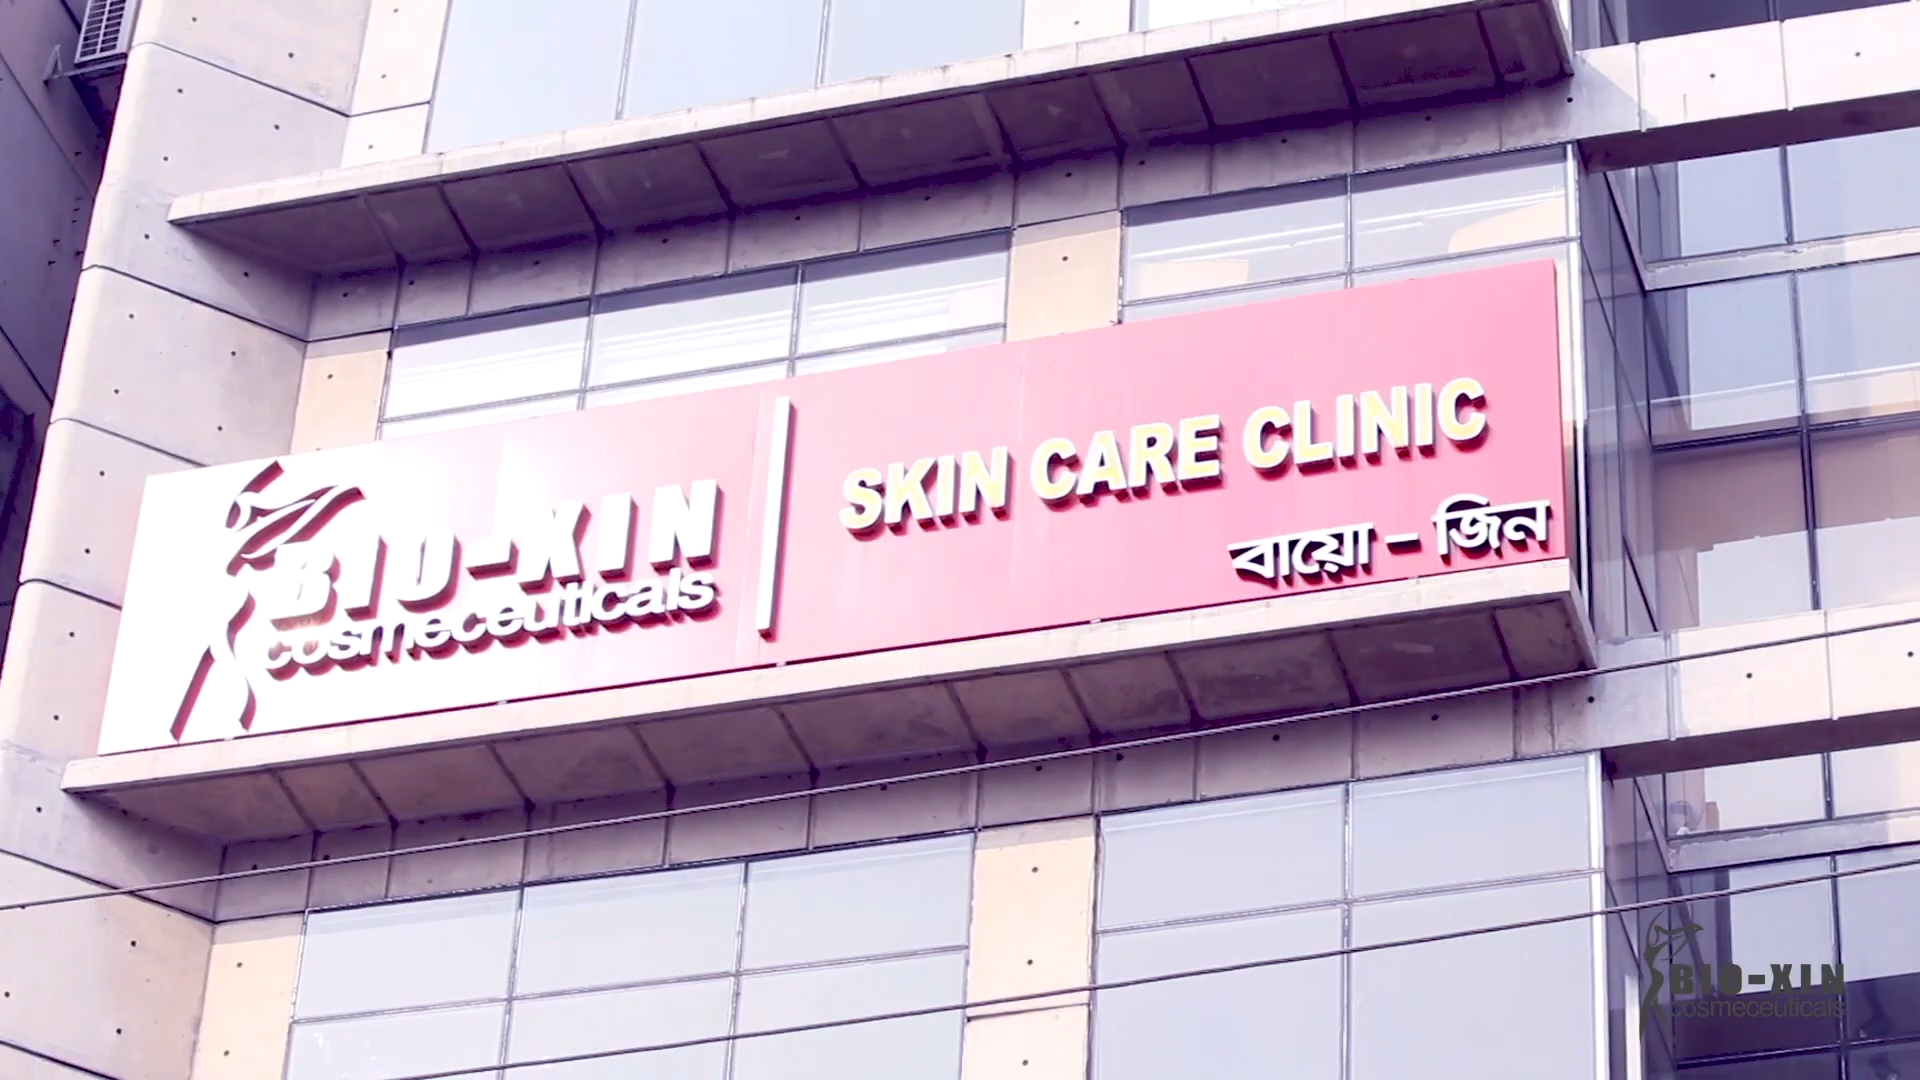 BIO-XIN
cosmeceuticals
SKIN CARE CLINIC
বায়ো – জিন
BIO-XIN
cosmeceuticals